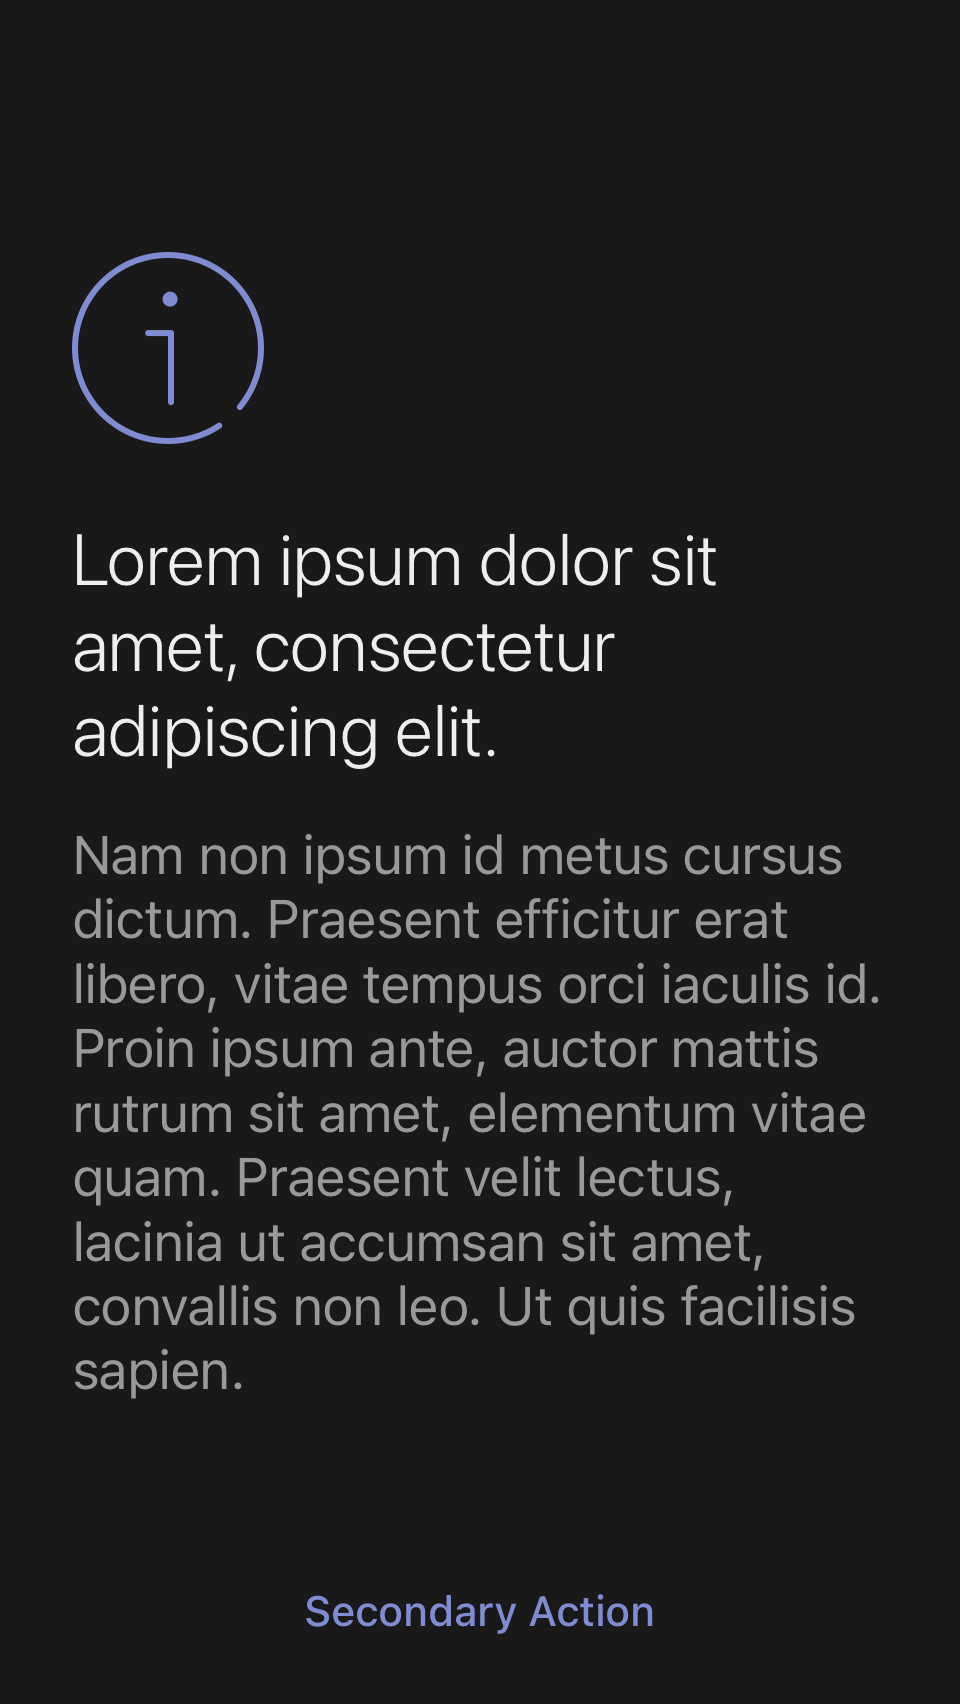 Lorem ipsum dolor sit
amet, consectetur
adipiscing elit.
Nam non ipsum id metus cursus
dictum. Praesent efficitur erat
libero, vitae tempus orci iaculis id.
Proin ipsum ante, auctor mattis
rutrum sit amet, elementum vitae
quam. Praesent velit lectus,
lacinia ut accumsan sit amet,
convallis non leo. Ut quis facilisis
sapien.
Secondary Action